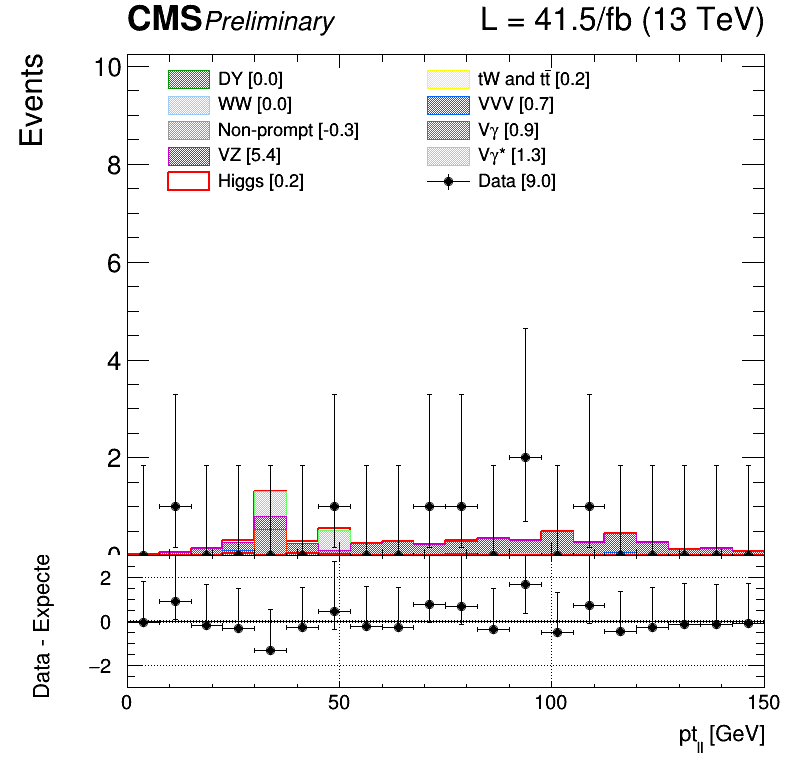 CMS Preliminary L = 41.5/fb (13 TeV)
Events
10
8
6
4
2
0
DY [0.0]
WW [0.0]
Non-prompt [-0.3]
VZ [5.4]
Higgs [0.2]
tW and tt̄ [0.2]
VVV [0.7]
Vγ [0.9]
Vγ* [1.3]
Data [9.0]
Data - Expecte
2
0
−2
0 50 100 150
pt_ll [GeV]